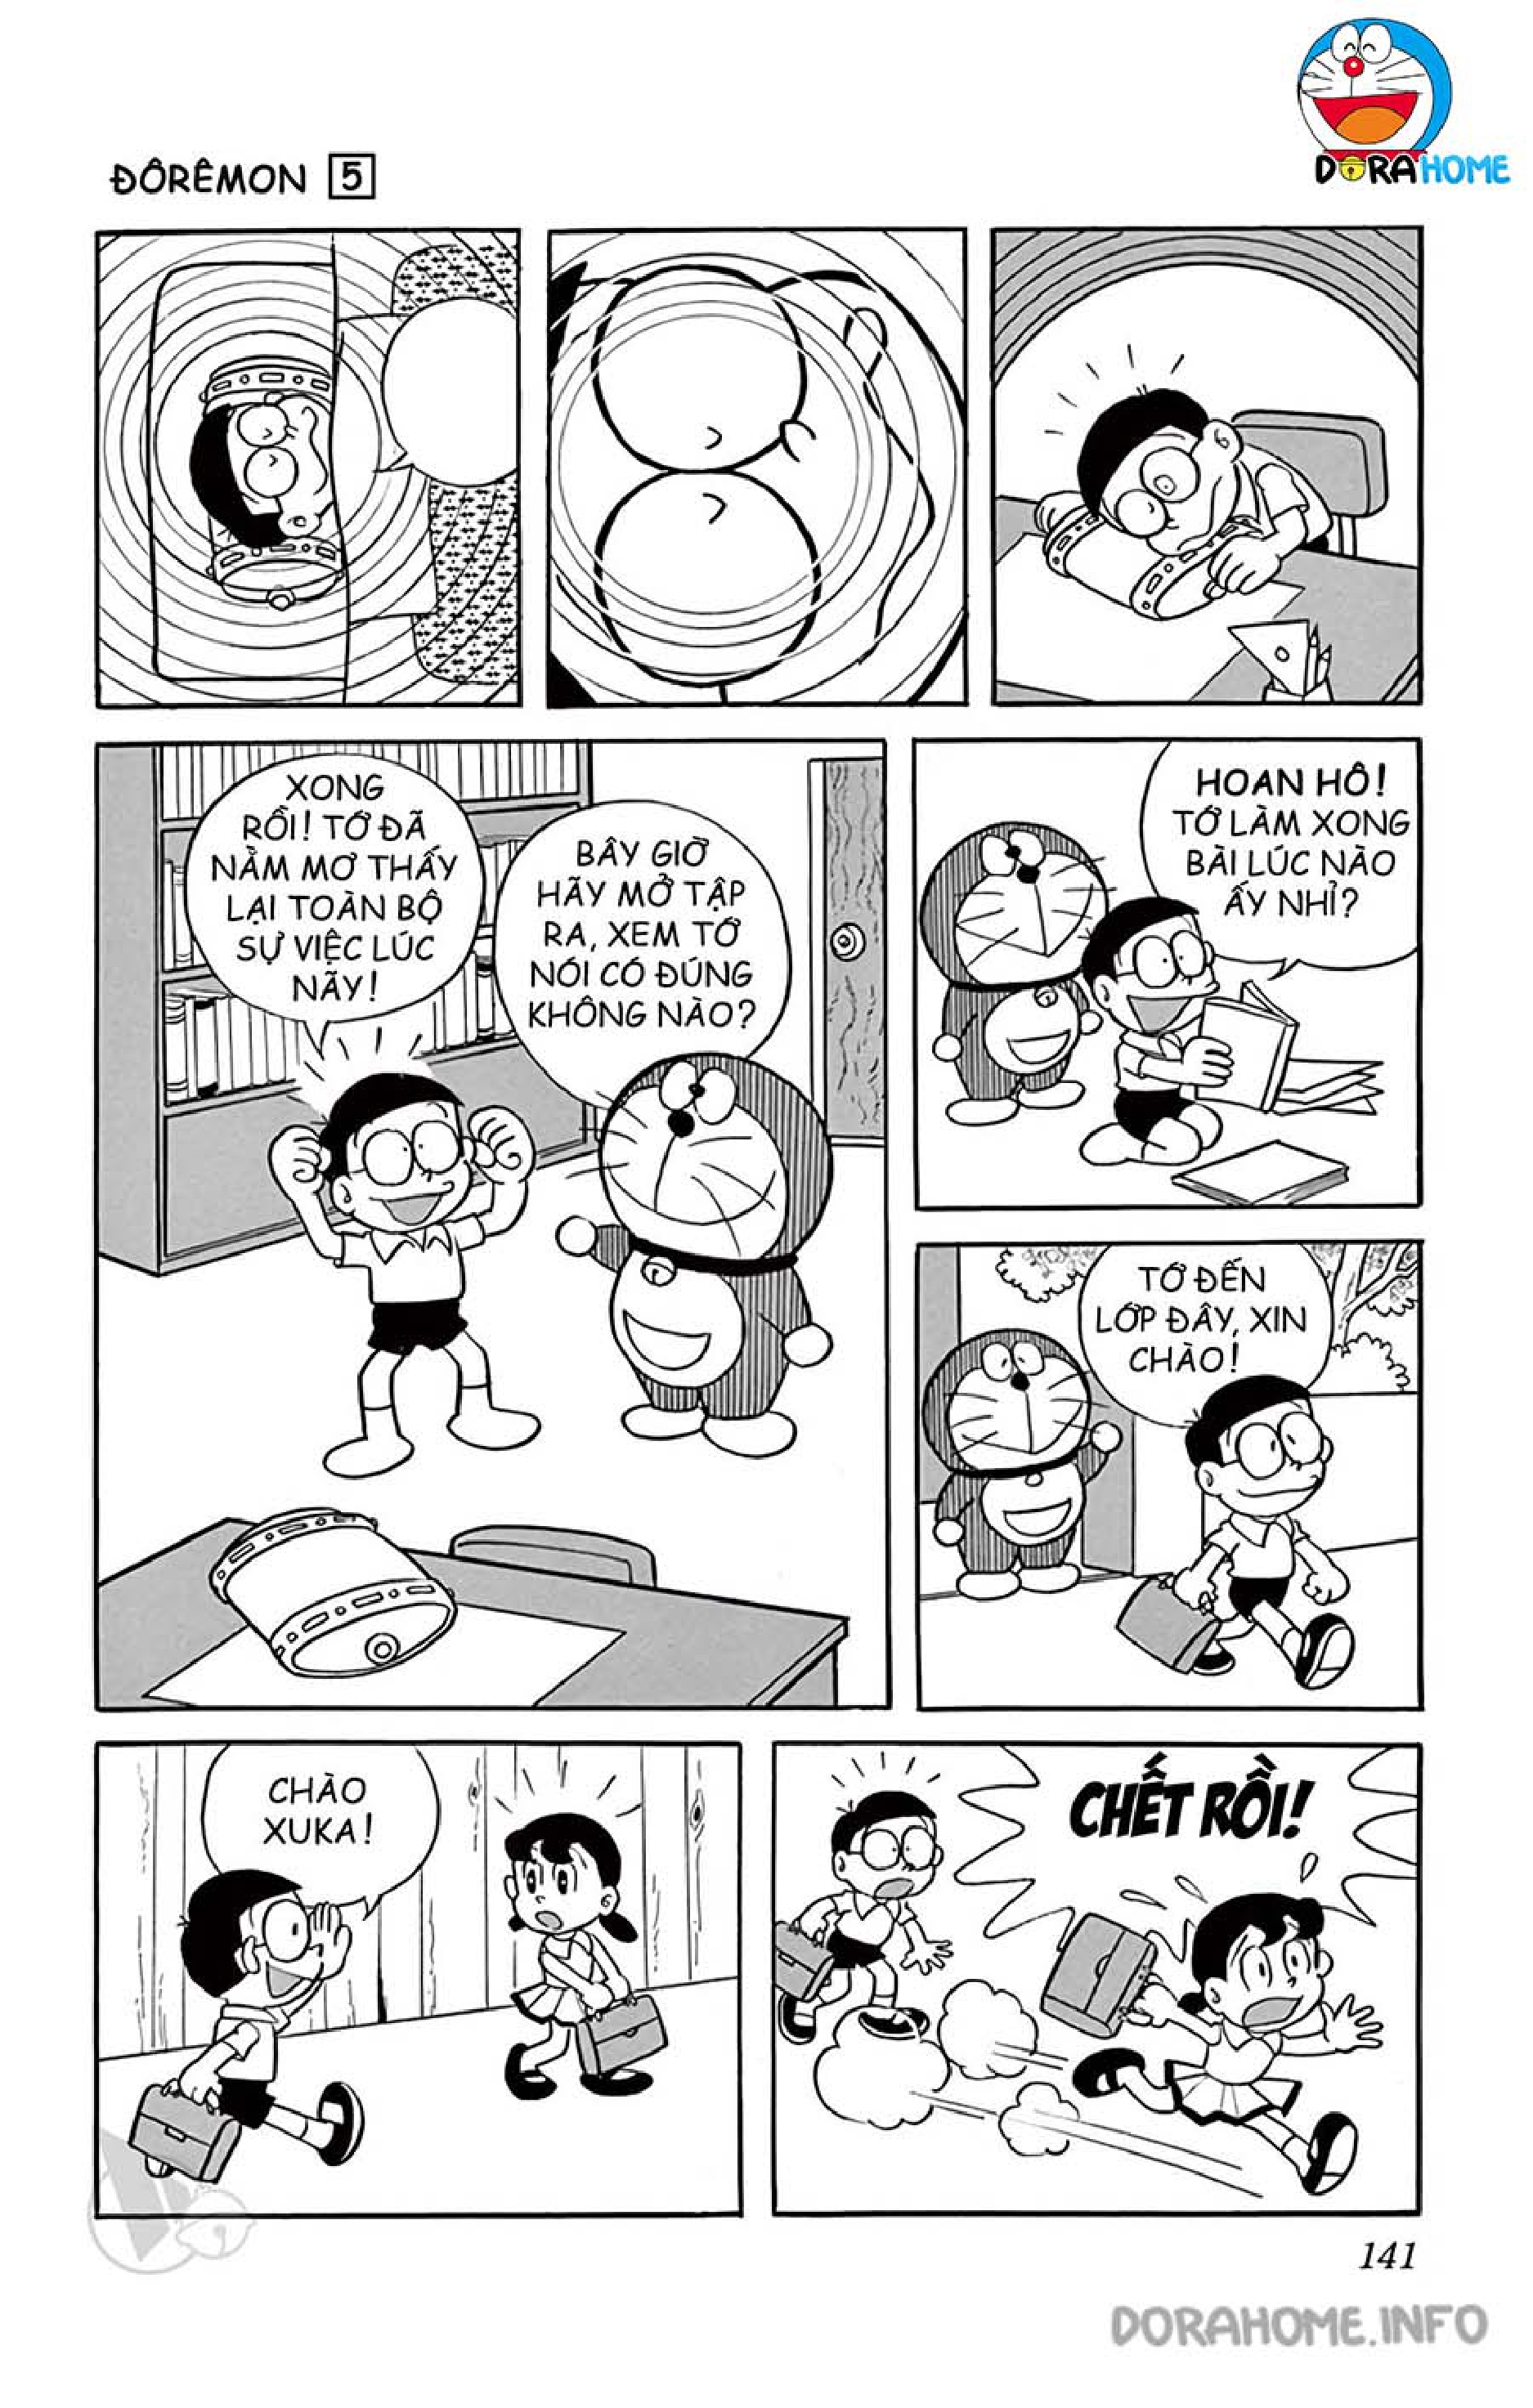 DORAHOME
ĐÔRÊMON 5
XONG
RỒI! TỚ ĐÃ
NẰM MƠ THẤY
LẠI TOÀN BỘ
SỰ VIỆC LÚC
NÃY!
BÂY GIỜ
HÃY MỞ TẬP
RA, XEM TỚ
NÓI CÓ ĐÚNG
KHÔNG NÀO?
HOAN HÔ!
TỚ LÀM XONG
BÀI LÚC NÀO
ẤY NHỈ?
TỚ ĐẾN
LỚP ĐÂY, XIN
CHÀO!
CHÀO
XUKA!
CHẾT RỒI!
141
DORAHOME.INFO